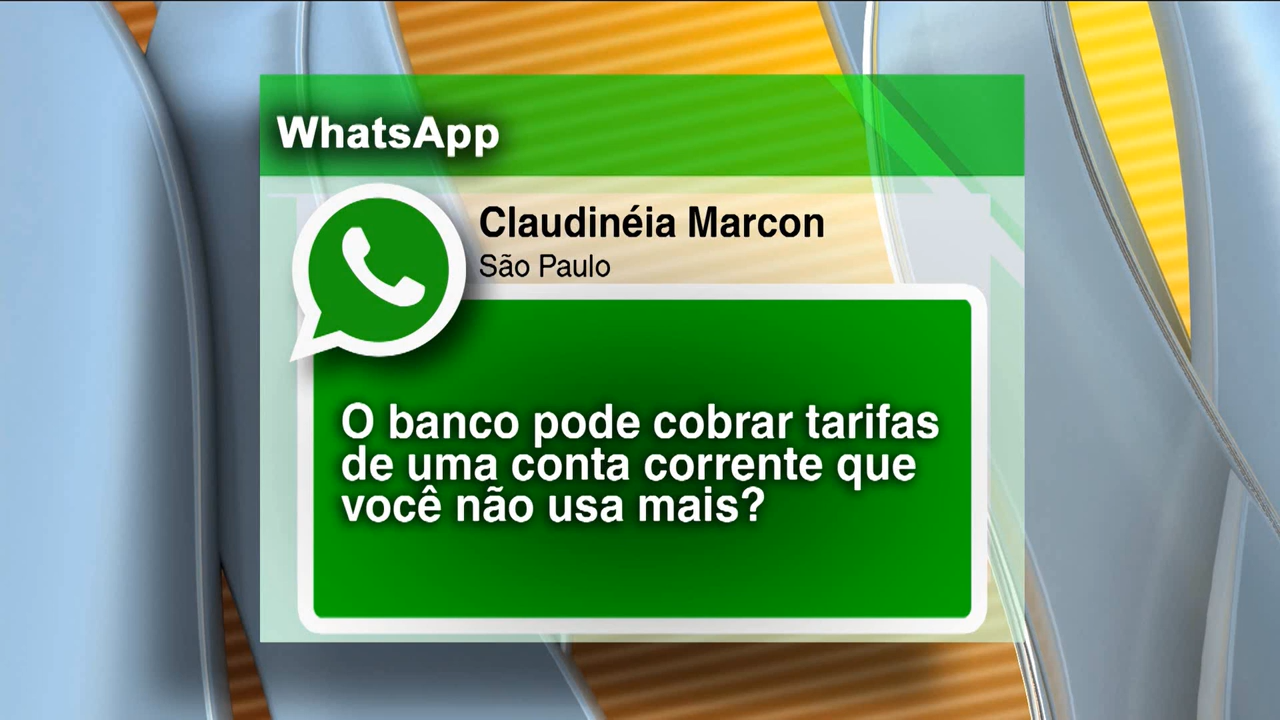 WhatsApp
Claudinéia Marcon
São Paulo
O banco pode cobrar tarifas
de uma conta corrente que
você não usa mais?